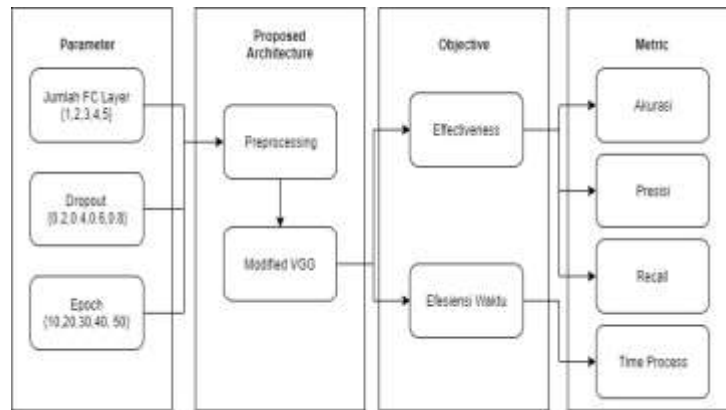 Parameter
Jumlah FC Layer
(1,2,3,4,5)
Dropout
(0.2,0.4,0.6,0.8)
Epoch
(10,20,30,40, 50)
Proposed
Architecture
Preprocessing
Modified VGG
Objective
Effectiveness
Efesiensi Waktu
Metric
Akurasi
Presisi
Recall
Time Process